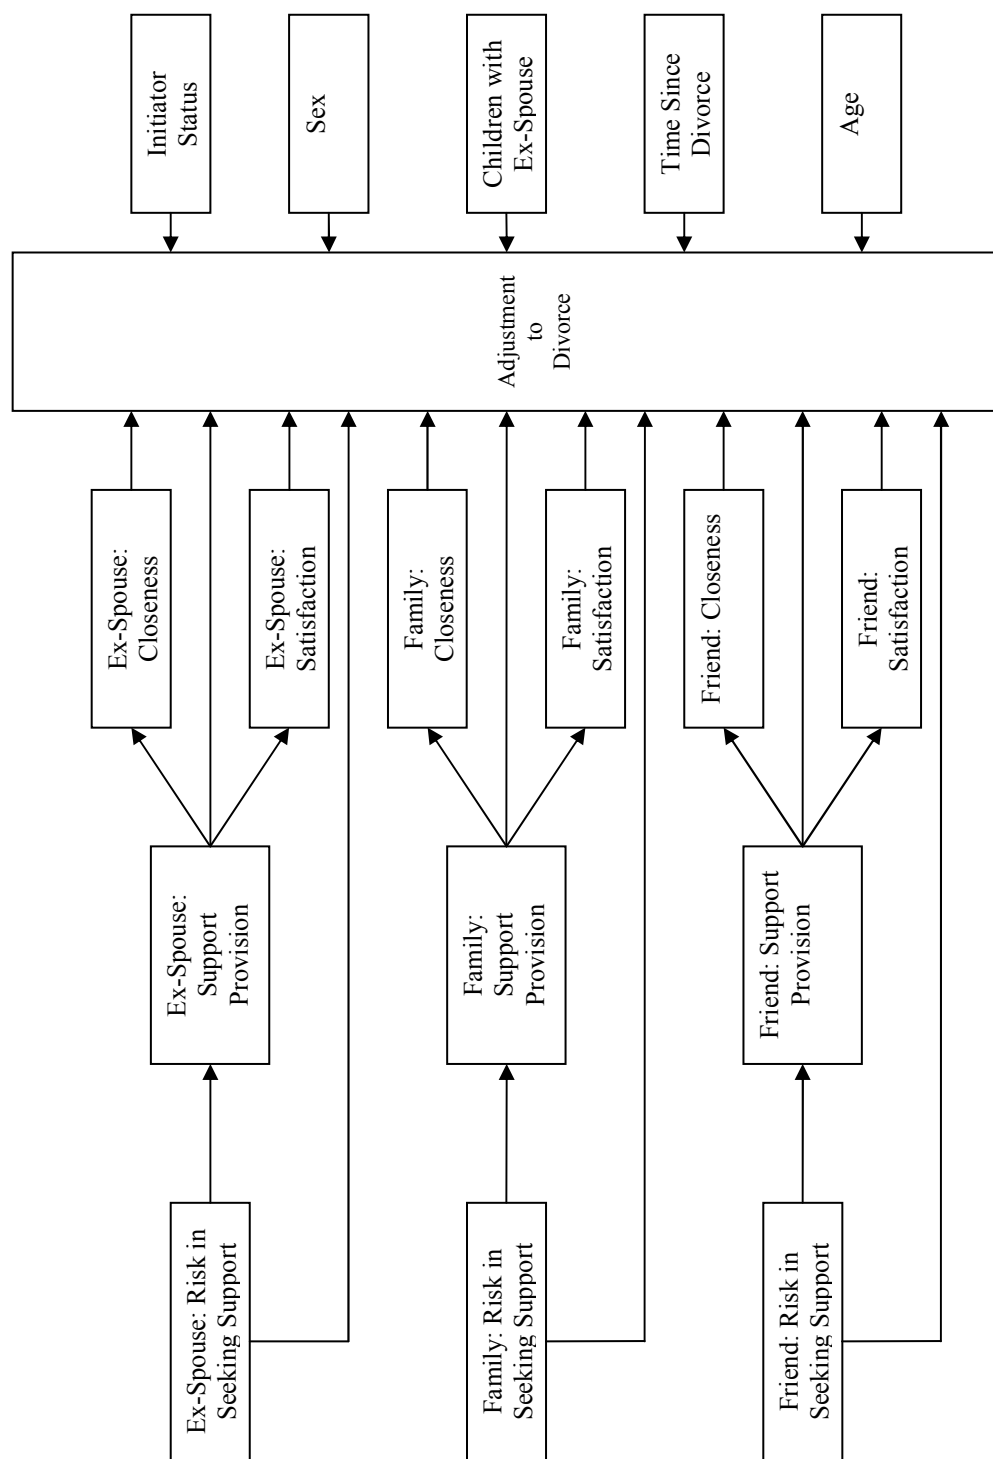 Ex-Spouse: Risk in
Seeking Support
Family: Risk in
Seeking Support
Friend: Risk in
Seeking Support
Ex-Spouse:
Support
Provision
Family:
Support
Provision
Friend: Support
Provision
Ex-Spouse:
Closeness
Ex-Spouse:
Satisfaction
Family:
Closeness
Family:
Satisfaction
Friend: Closeness
Friend:
Satisfaction
Adjustment
to
Divorce
Initiator
Status
Sex
Children with
Ex-Spouse
Time Since
Divorce
Age